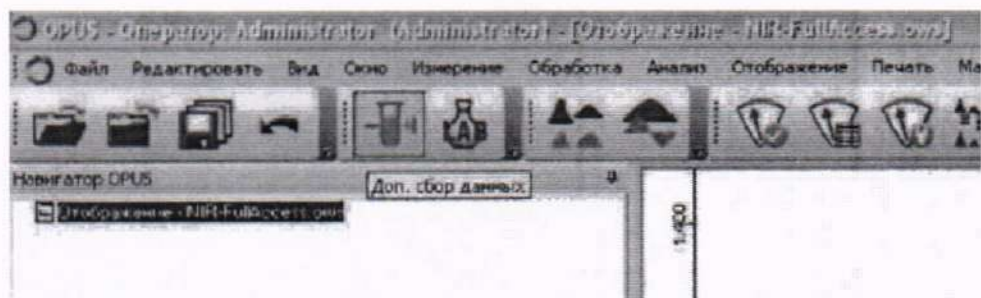 OPUS - Оператор: Administrator (Administrator) - [Отображение - NIR-FullAccess.ows]
Файл Редактировать Вид Окно Измерение Обработка Анализ Отображение Печать Ма
Навигатор OPUS
Доп. сбор данных
Отображение - NIR-FullAccess.ows
1.400